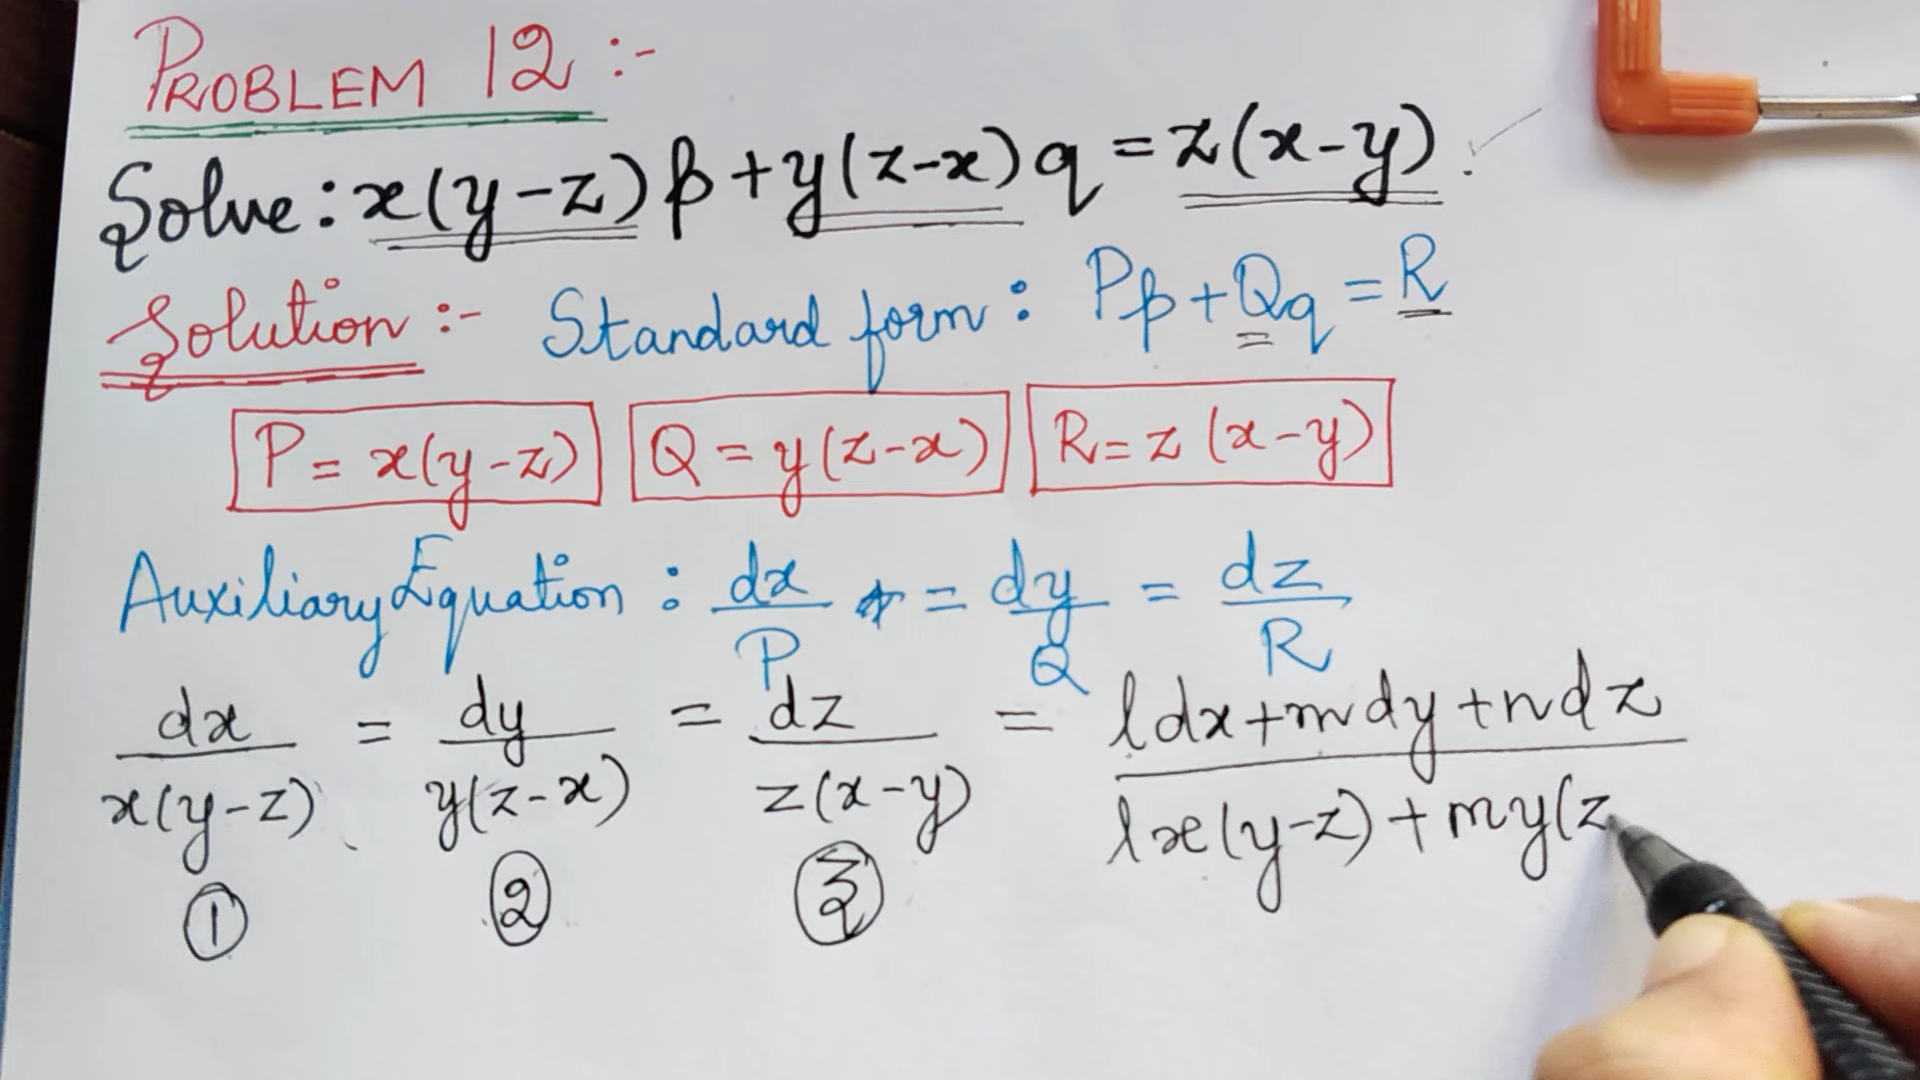 PROBLEM 12 :-
Solve: x(y-z)p+y(z-x)q=z(x-y).
Solution :- Standard form: Pp+Qq=R
P=x(y-z) Q=y(z-x) R=z(x-y)
Auxiliary Equation: dx/P = dy/Q = dz/R
dx/x(y-z) = dy/y(z-x) = dz/z(x-y) = ldx+mdy+ndz/lx(y-z)+my(z
① ② ③